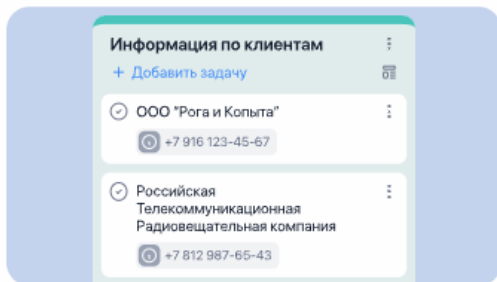 Информация по клиентам
+ Добавить задачу
ООО "Рога и Копыта"
+7 916 123-45-67
Российская
Телекоммуникационная
Радиовещательная компания
+7 812 987-65-43